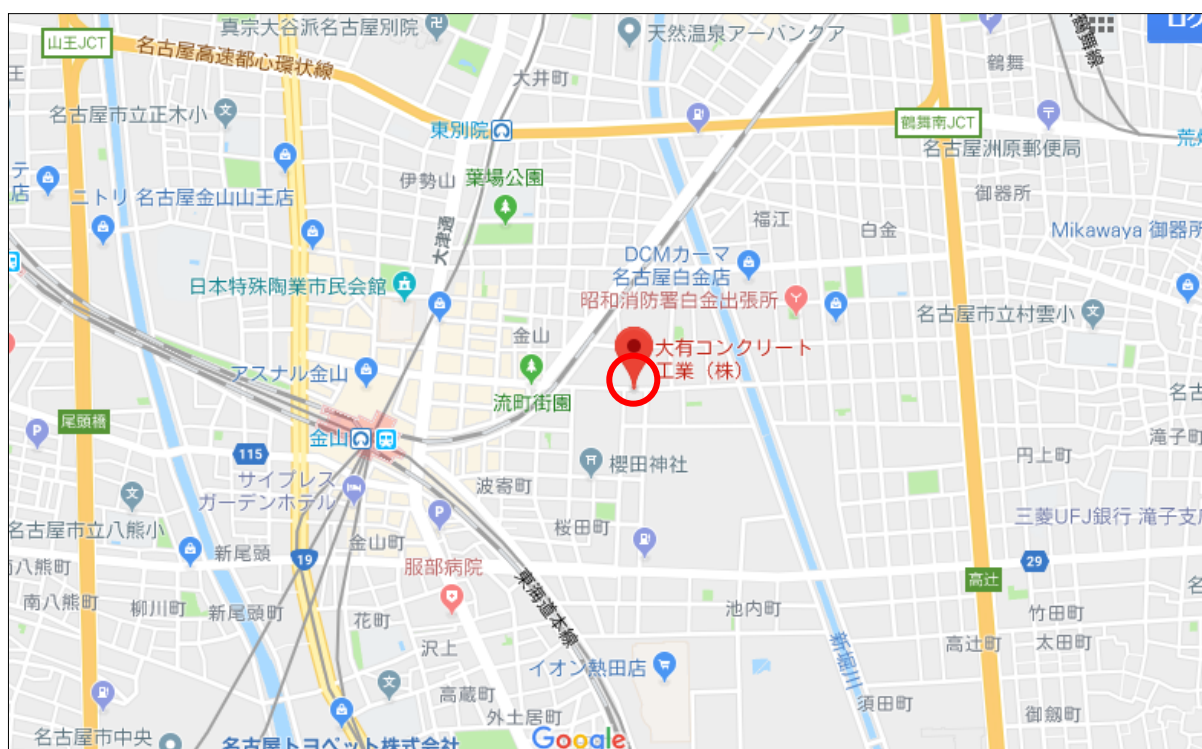 真宗大谷派名古屋別院
天然温泉アーバンクア
山王JCT
名古屋高速都心環状線
大井町
鶴舞
名古屋市立正木小
東別院
鶴舞南JCT
名古屋洲原郵便局
伊勢山
葉場公園
御器所
ニトリ 名古屋金山山王店
大津通
福江
白金
Mikawaya 御器所
DCMカーマ
名古屋白金店
日本特殊陶業市民会館
昭和消防署白金出張所
名古屋市立村雲小
金山
大有コンクリート
工業（株）
アスナル金山
流町街園
尾頭橋
金山
115
滝子町
円上町
サイプレス
ガーデンホテル
櫻田神社
波寄町
三菱UFJ銀行 滝子支
名古屋市立八熊小
桜田町
新尾頭
金山町
19
服部病院
29
高辻
八熊町
南八熊町
柳川町
新尾頭町
花町
東海道本線
池内町
竹田町
沢上
新堀川
高辻町
太田町
イオン熱田店
高蔵町
外土居町
須田町
御劔町
名古屋市中央
名古屋トヨペット株式会社
Google